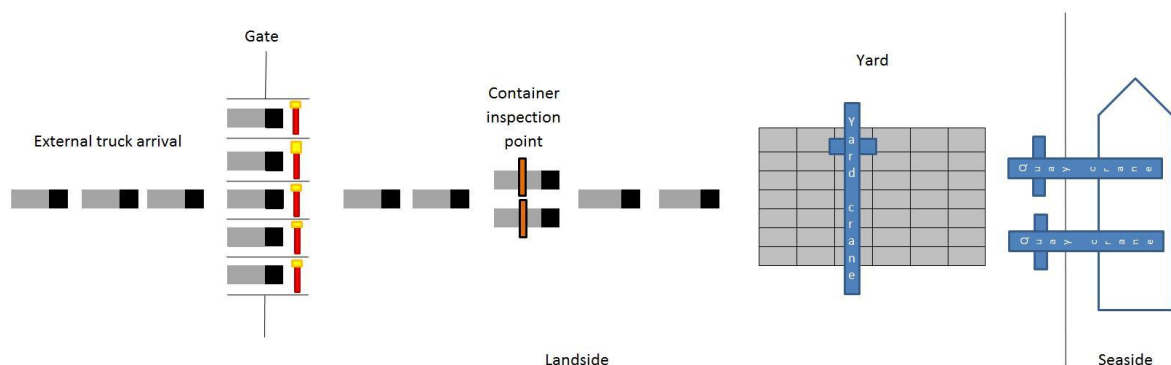 Gate
External truck arrival
Container
inspection
point
Yard
Yard crane
Quay crane
Quay crane
Landside
Seaside